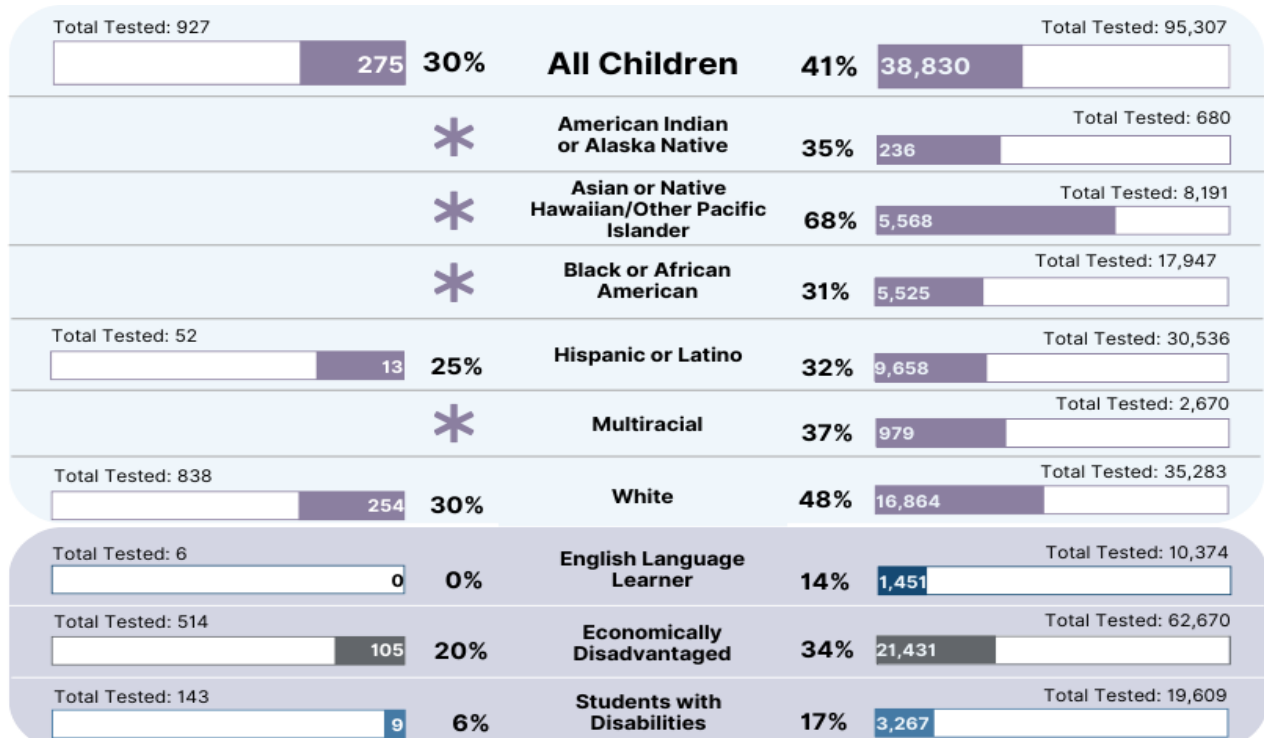 Total Tested: 927
Total Tested: 95,307
275 30% All Children 41% 38,830
Total Tested: 680
American Indian
or Alaska Native
* 35% 236
Total Tested: 8,191
Asian or Native
Hawaiian/Other Pacific
Islander
* 68% 5,568
Total Tested: 17,947
Black or African
American
* 31% 5,525
Total Tested: 52
Total Tested: 30,536
13 25% Hispanic or Latino 32% 9,658
Total Tested: 2,670
* Multiracial 37% 979
Total Tested: 838
Total Tested: 35,283
254 30% White 48% 16,864
Total Tested: 6
Total Tested: 10,374
English Language
Learner
0 0% 14% 1,451
Total Tested: 514
Total Tested: 62,670
Economically
Disadvantaged
105 20% 34% 21,431
Total Tested: 143
Total Tested: 19,609
Students with
Disabilities
9 6% 17% 3,267